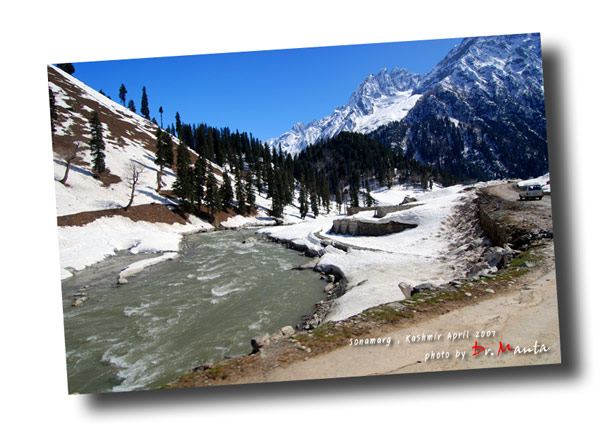 Sonamarg , Kashmir April 2007
photo by Dr. Manta